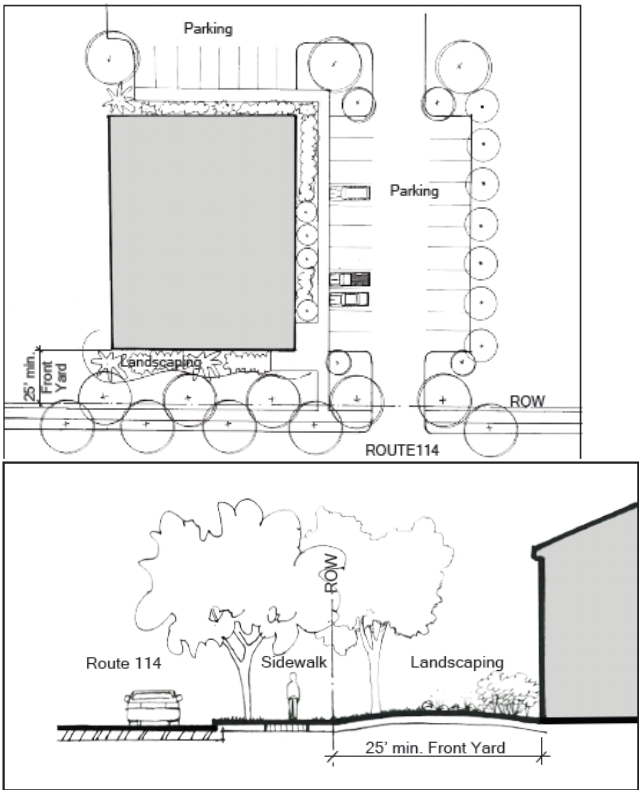 Parking
Parking
Landscaping
25' min.
Front
Yard
ROW
ROUTE114
ROW
Route 114
Sidewalk
Landscaping
25' min. Front Yard